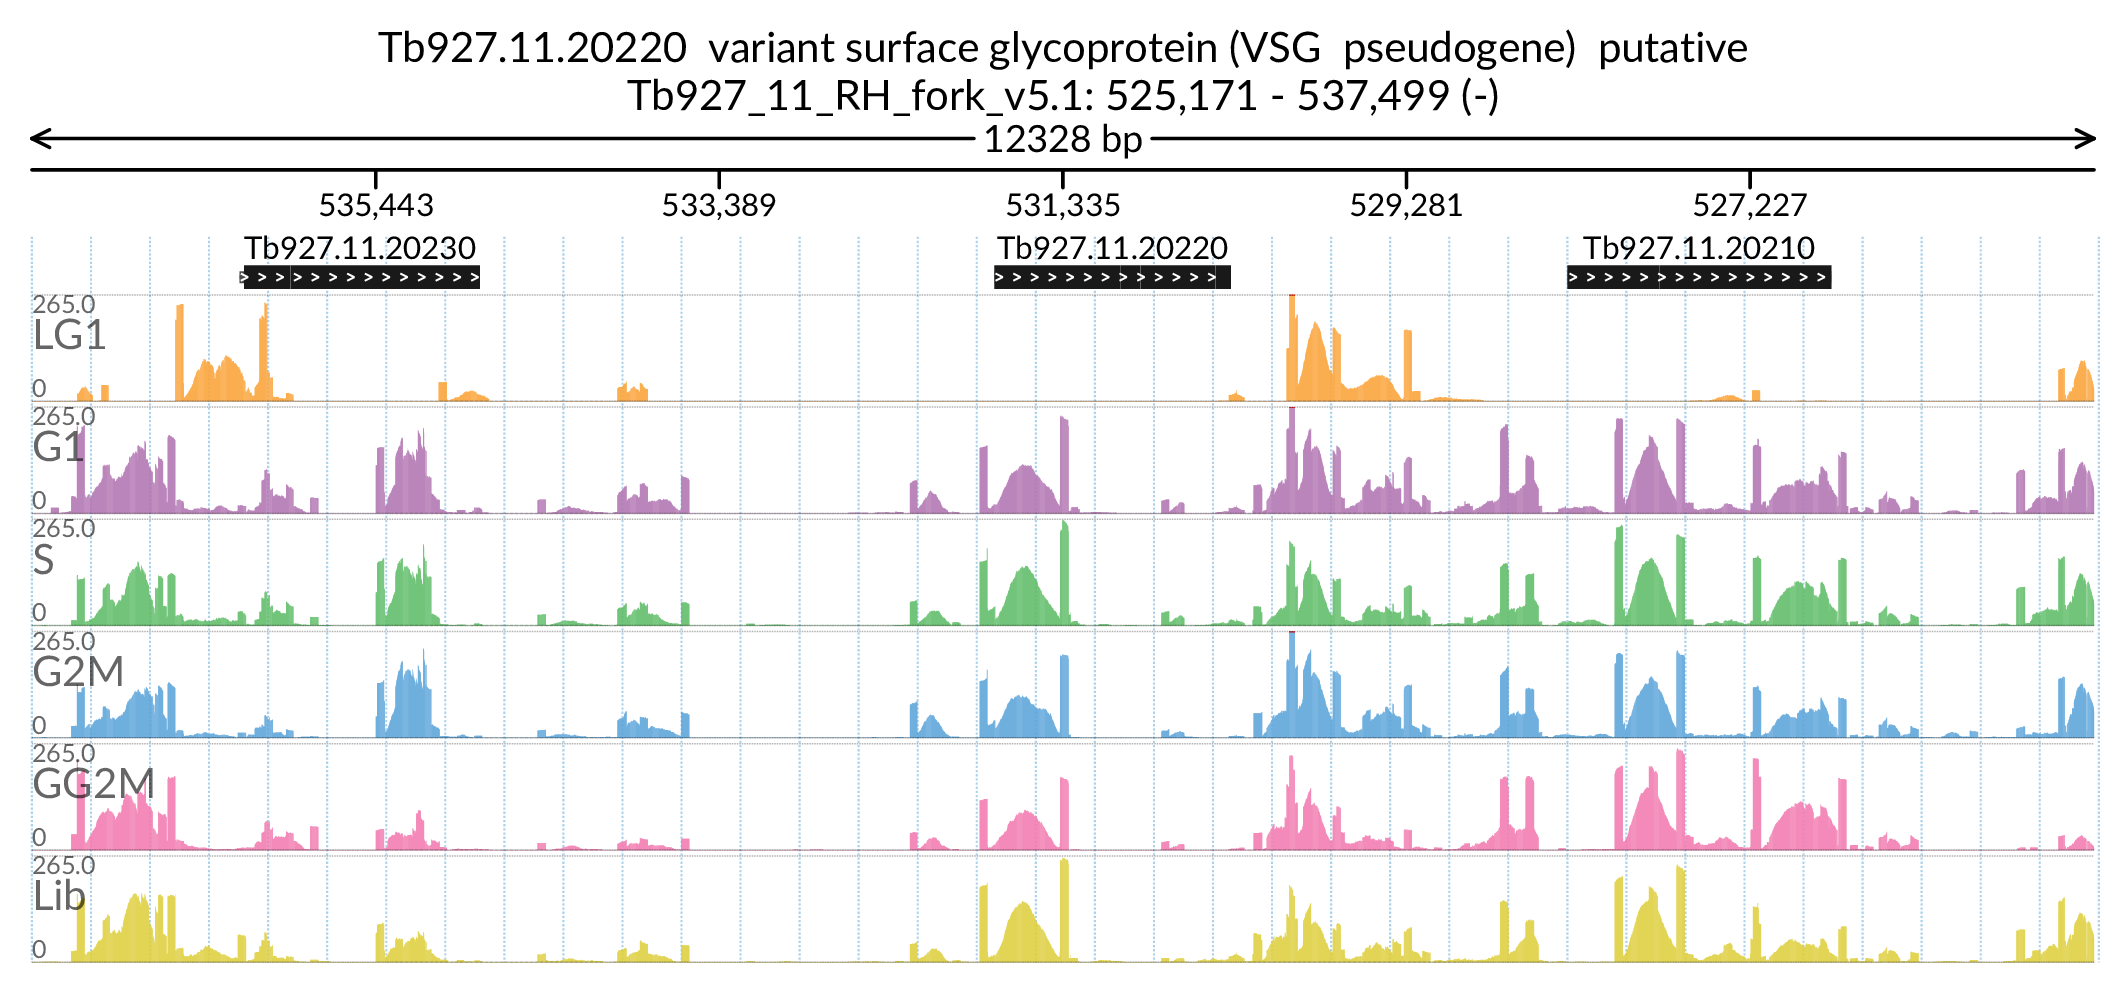 Tb927.11.20220 variant surface glycoprotein (VSG pseudogene) putative
Tb927_11_RH_fork_v5.1: 525,171 - 537,499 (-)
12328 bp
535,443 533,389 531,335 529,281 527,227
Tb927.11.20230 Tb927.11.20220 Tb927.11.20210
265.0
LG1
0
265.0
G1
0
265.0
S
0
265.0
G2M
0
265.0
GG2M
0
265.0
Lib
0